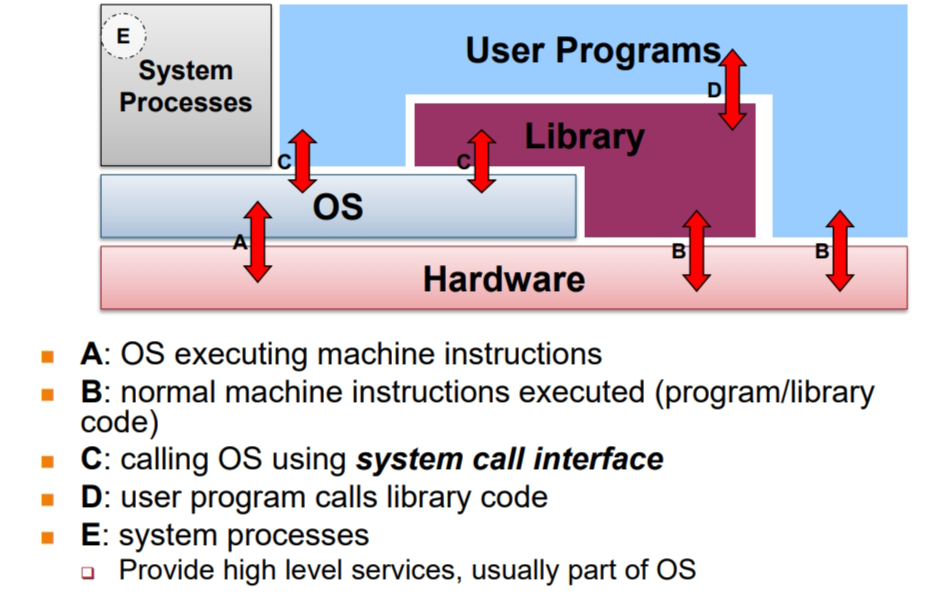 E
System
Processes
User Programs
D
Library
C
C
OS
A
B
B
Hardware
A: OS executing machine instructions
B: normal machine instructions executed (program/library
code)
C: calling OS using system call interface
D: user program calls library code
E: system processes
Provide high level services, usually part of OS